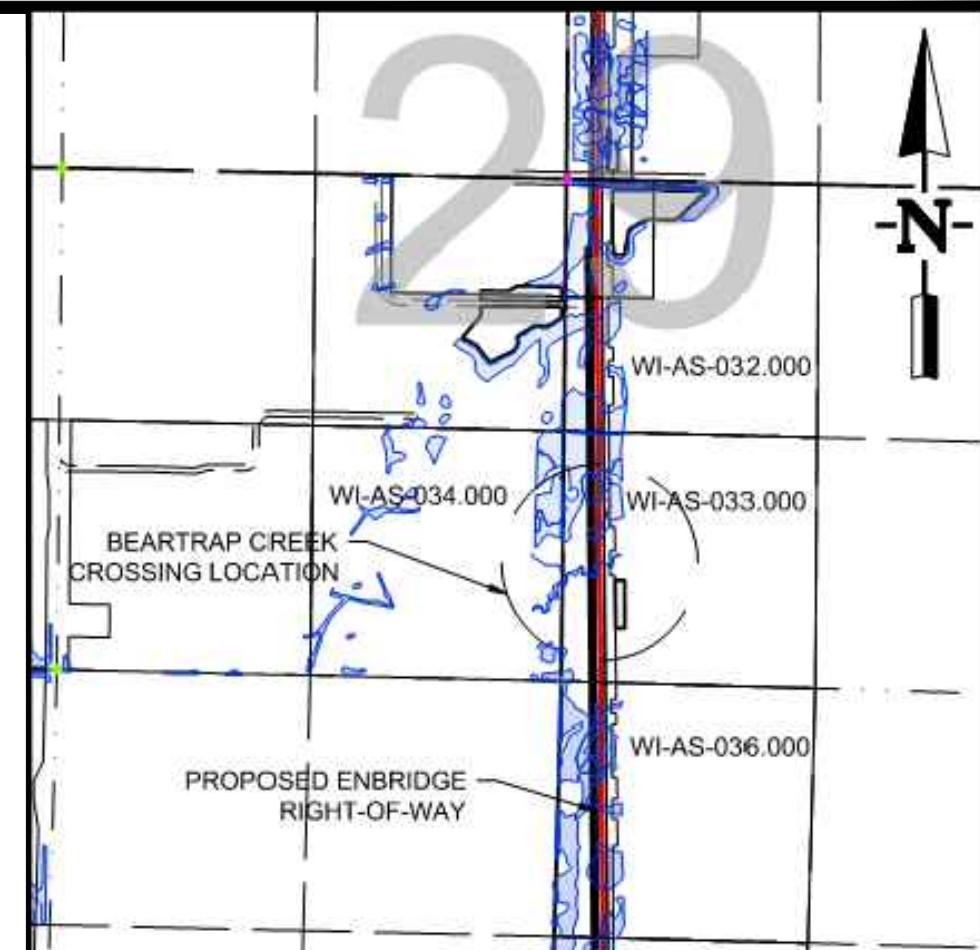 29
-N-
WI-AS-032.000
WI-AS-034.000
WI-AS-033.000
BEARTRAP CREEK
CROSSING LOCATION
WI-AS-036.000
PROPOSED ENBRIDGE
RIGHT-OF-WAY